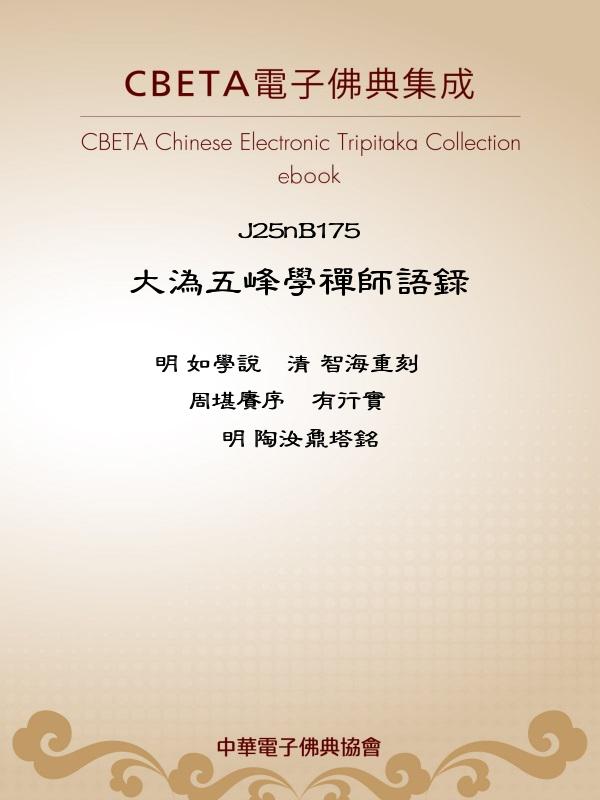 CBETA電子佛典集成
CBETA Chinese Electronic Tripitaka Collection
ebook
J25nB175
大溈五峰學禪師語錄
明 如學說 清 智海重刻
周堪賡序 有行實
明 陶汝鼐塔銘
中華電子佛典協會